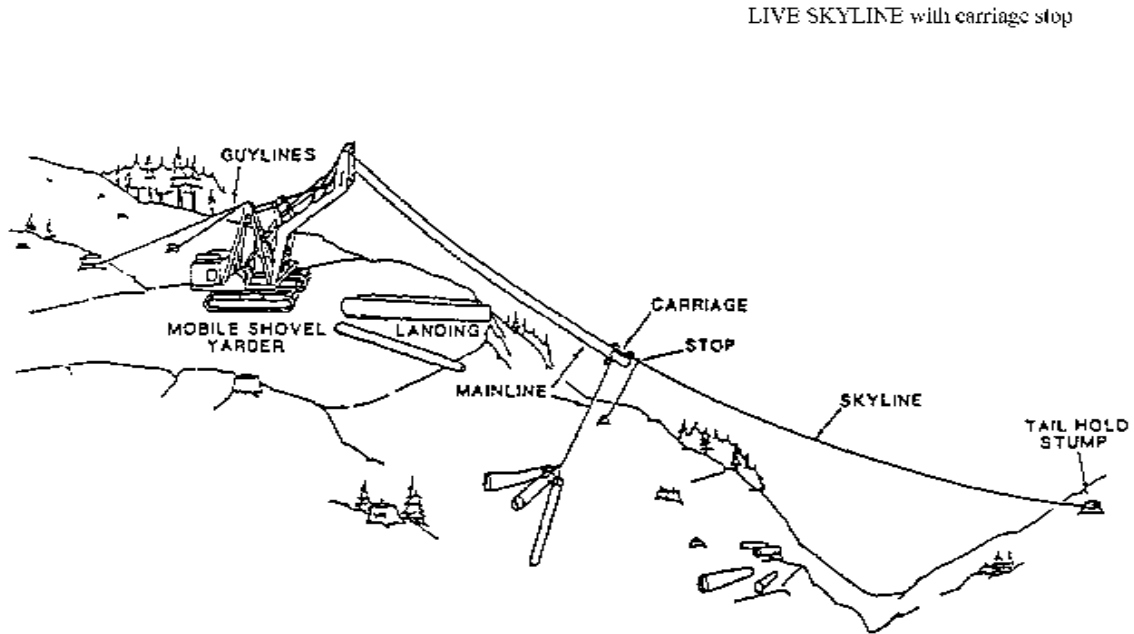 LIVE SKYLINE with carriage stop
GUYLINES
CARRIAGE
MOBILE SHOVEL
YARDER
LANDING
STOP
MAINLINE
SKYLINE
TAIL HOLD
STUMP